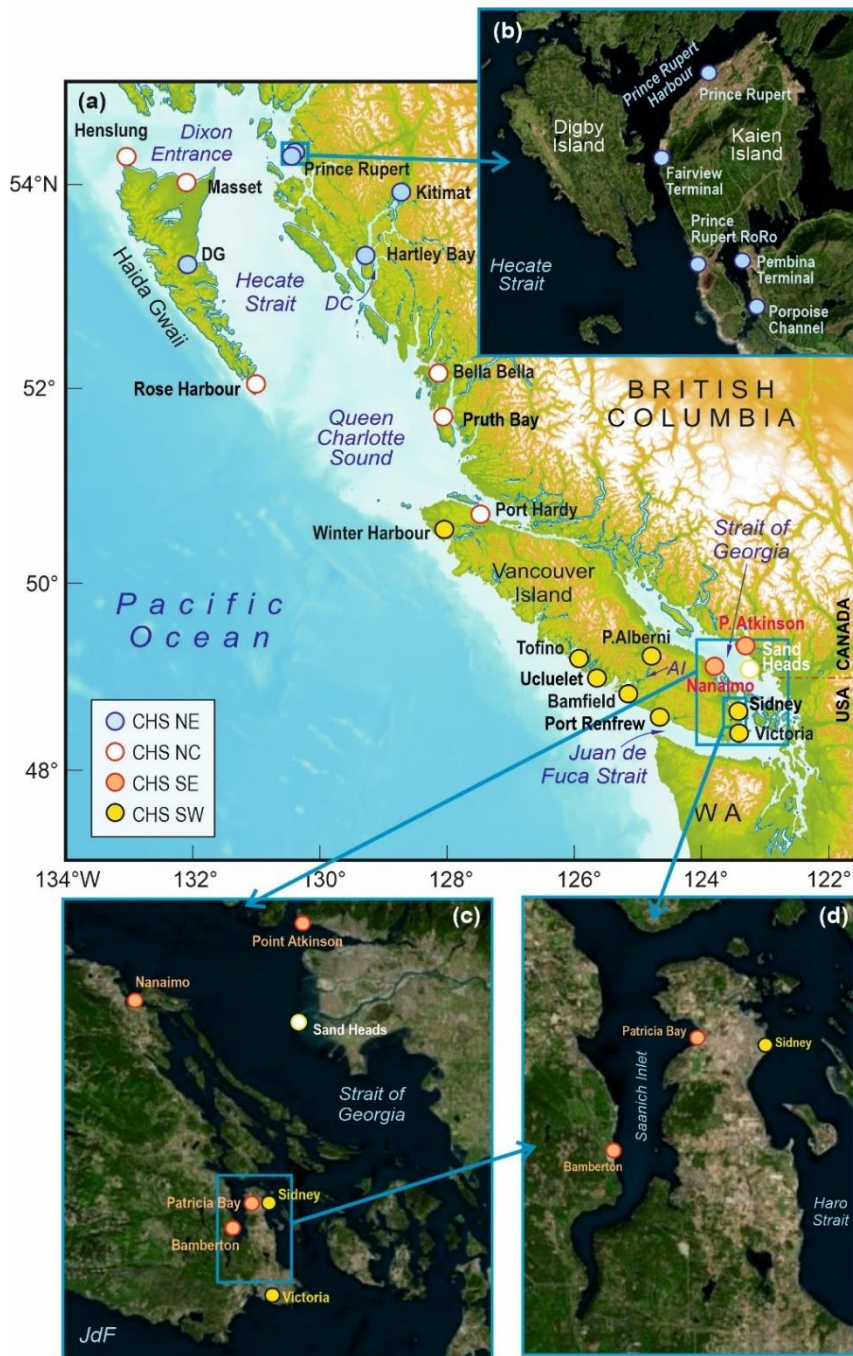 (a)
Henslung
Dixon
Entrance
54°N
Masset
Prince Rupert
Kitimat
DG
Hartley Bay
Haida Gwaii
Hecate
Strait
DC
52°
Rose Harbour
Bella Bella
Pruth Bay
Queen
Charlotte
Sound
BRITISH
COLUMBIA
Port Hardy
Winter Harbour
Strait of
Georgia
50°
Vancouver
Island
Pacific
Ocean
P. Atkinson
Sand
Heads
CANADA
USA
Tofino
P.Alberni
AI
Ucluelet
Nanaimo
Bamfield
Sidney
Port Renfrew
Victoria
Juan de
Fuca Strait
WA
CHS NE
CHS NC
CHS SE
CHS SW
48°
134°W
132°
130°
128°
126°
124°
122°
(b)
Prince Rupert
Harbour
Prince Rupert
Digby
Island
Kaien
Island
Fairview
Terminal
Prince
Rupert RoRo
Hecate
Strait
Pembina
Terminal
Porpoise
Channel
(c)
Point Atkinson
Nanaimo
Sand Heads
Strait of
Georgia
Patricia Bay
Sidney
Bamberton
Victoria
JdF
(d)
Patricia Bay
Sidney
Saanich Inlet
Bamberton
Haro
Strait